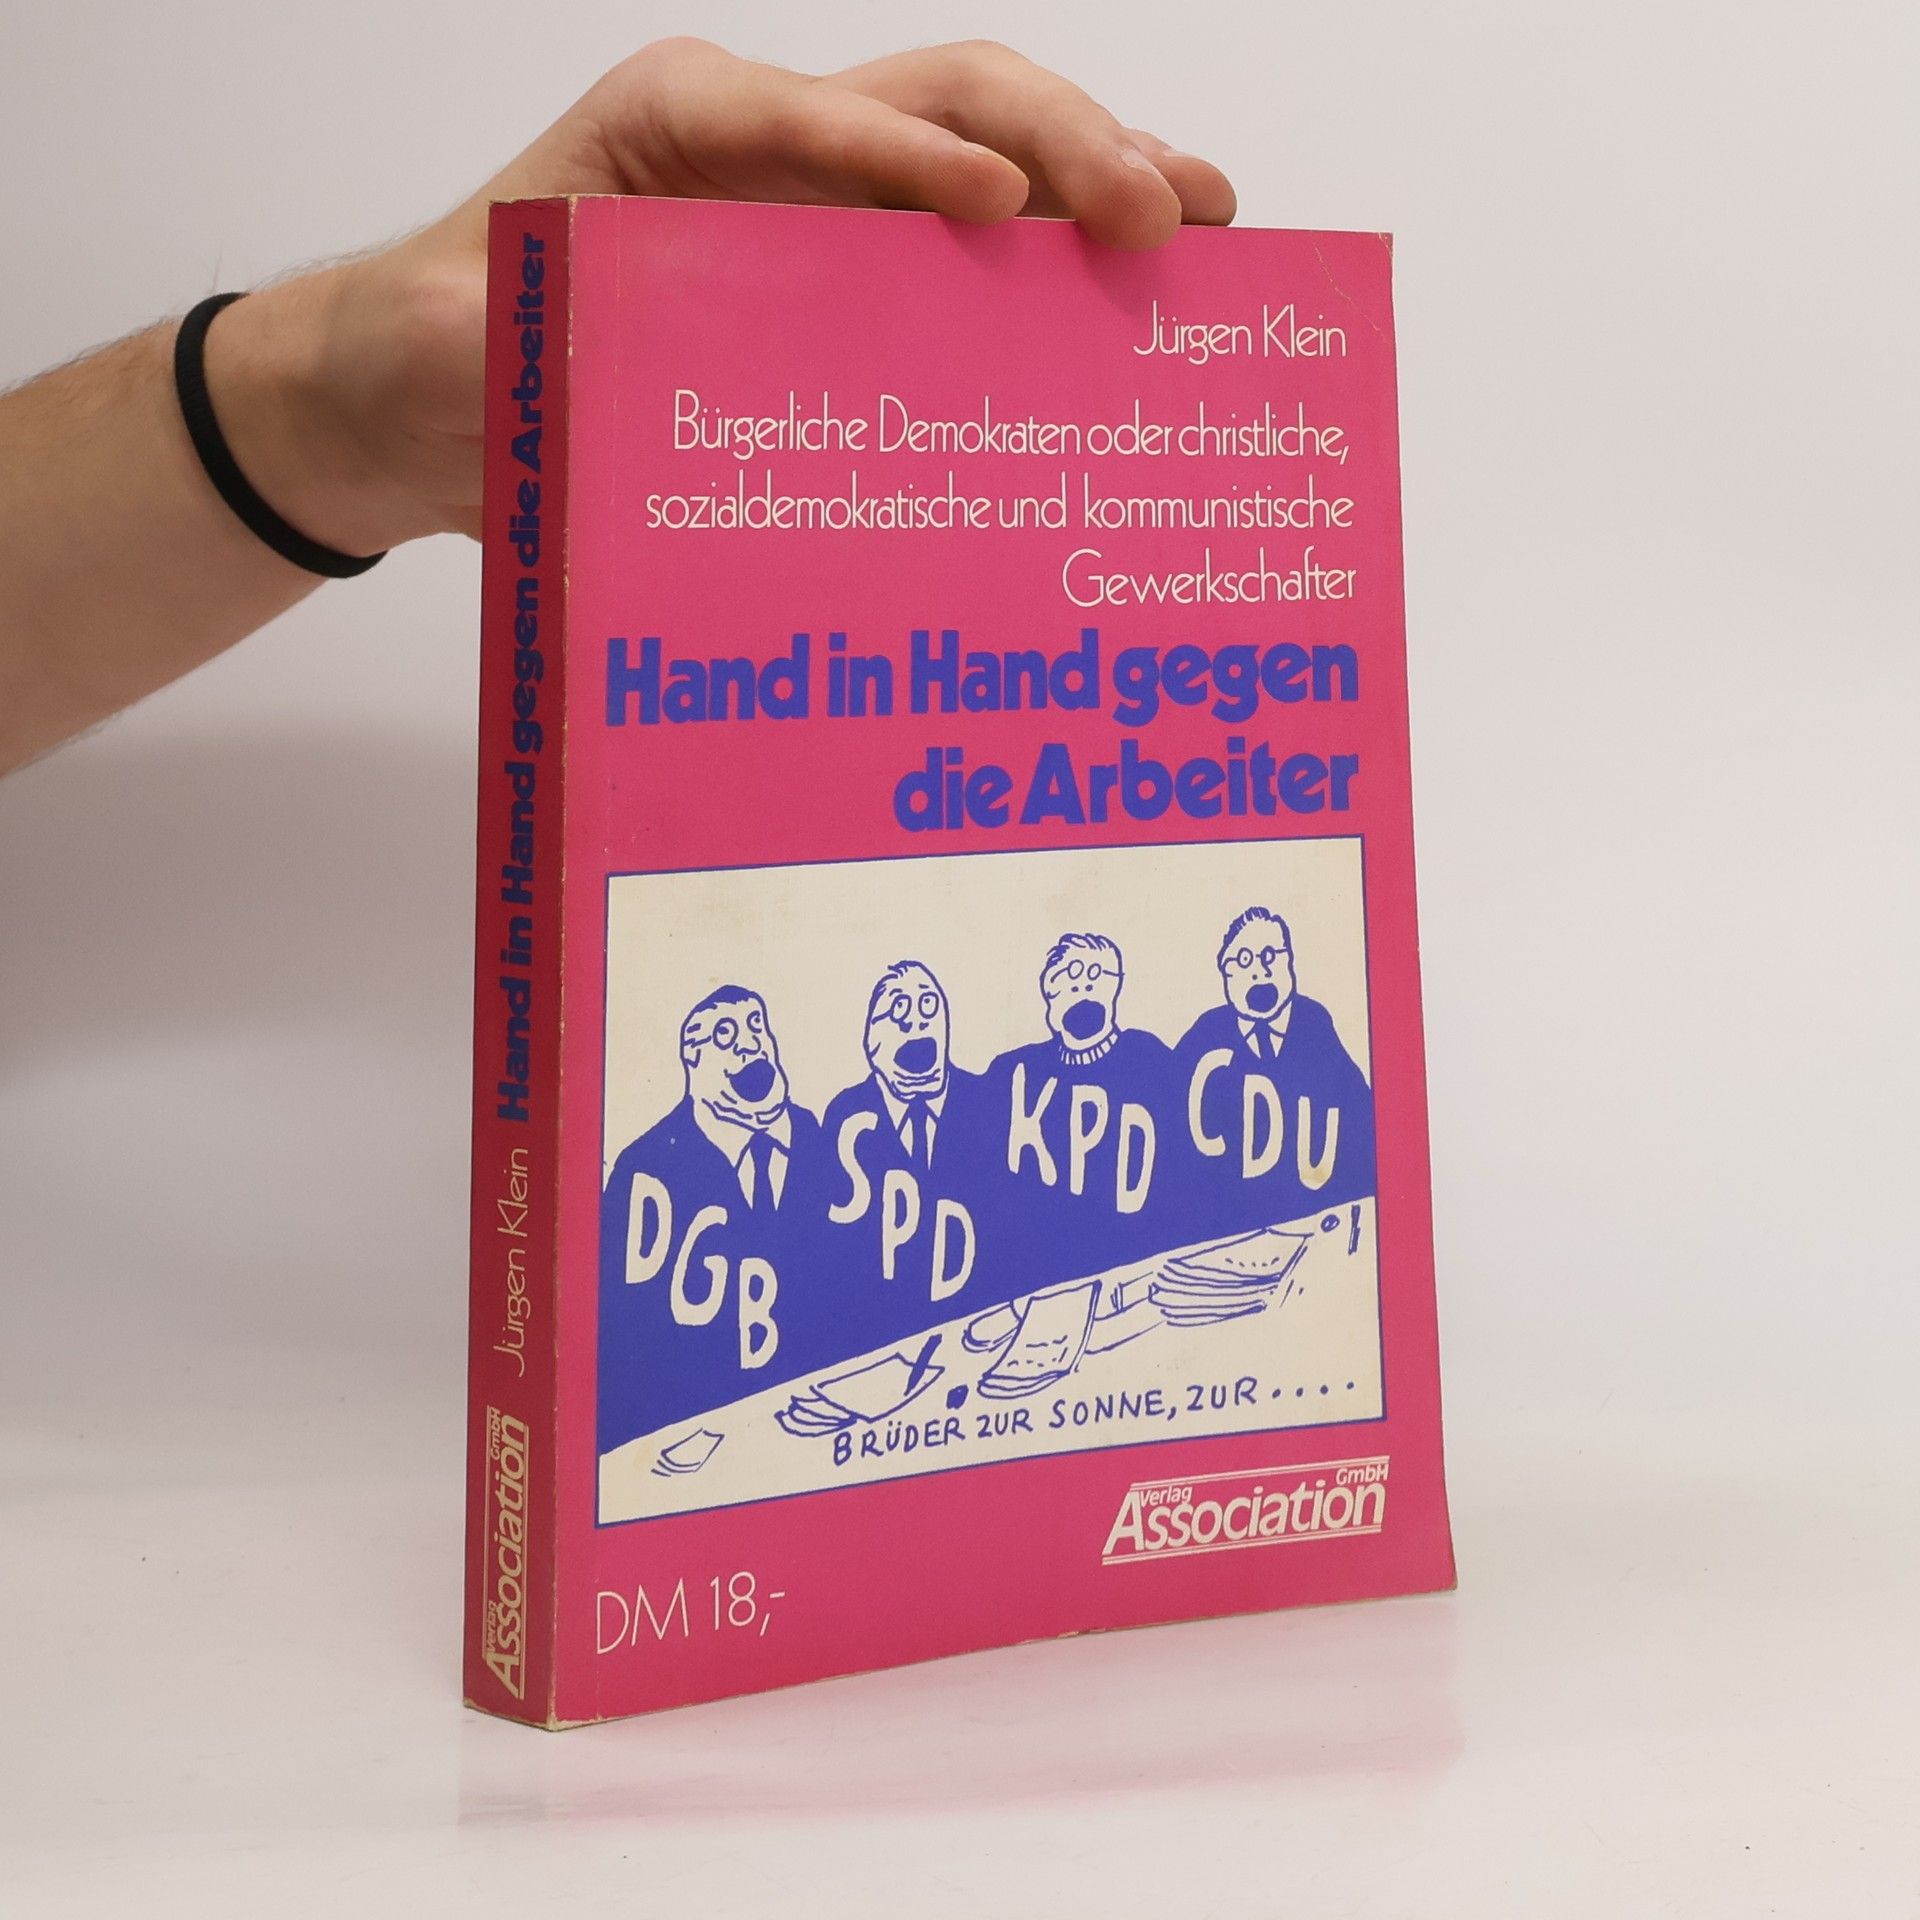 Jürgen Klein
Bürgerliche Demokraten oder christliche,
sozialdemokratische und kommunistische
Gewerkschafter
Hand in Hand gegen
die Arbeiter
DGB
SPD
KPD
CDU
BRÜDER ZUR SONNE, ZUR....
Verlag
Association
GmbH
DM 18,-
Verlag
Association
GmbH
Jürgen Klein
Hand in Hand gegen die Arbeiter